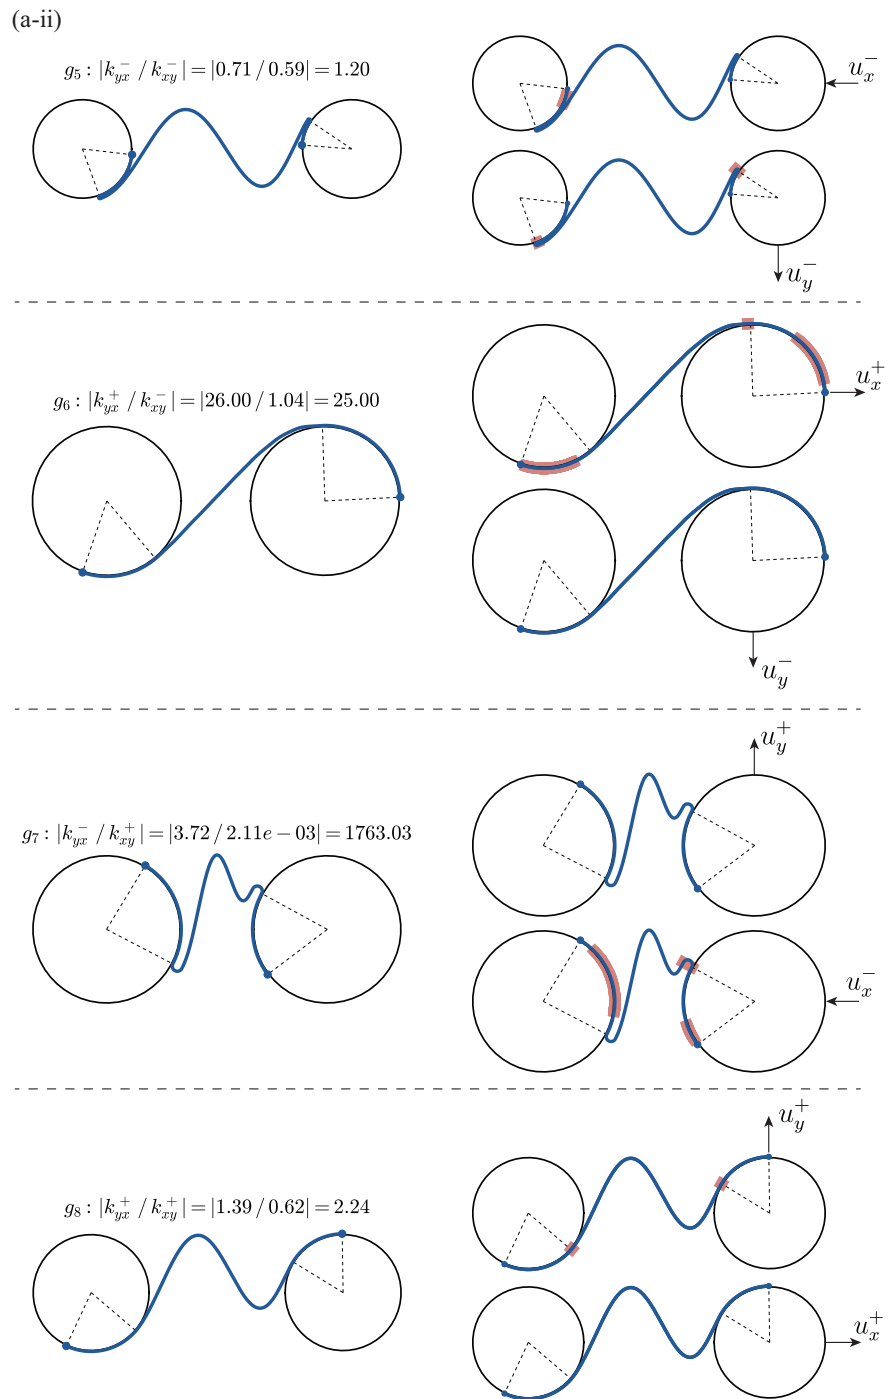 (a-ii)
g₅ : |k⁻yx / k⁻xy| = |0.71 / 0.59| = 1.20
u⁻x
u⁻y
g₆ : |k⁺yx / k⁻xy| = |26.00 / 1.04| = 25.00
u⁺x
u⁻y
g₇ : |k⁻yx / k⁺xy| = |3.72 / 2.11e − 03| = 1763.03
u⁺y
u⁻x
g₈ : |k⁺yx / k⁺xy| = |1.39 / 0.62| = 2.24
u⁺y
u⁺x